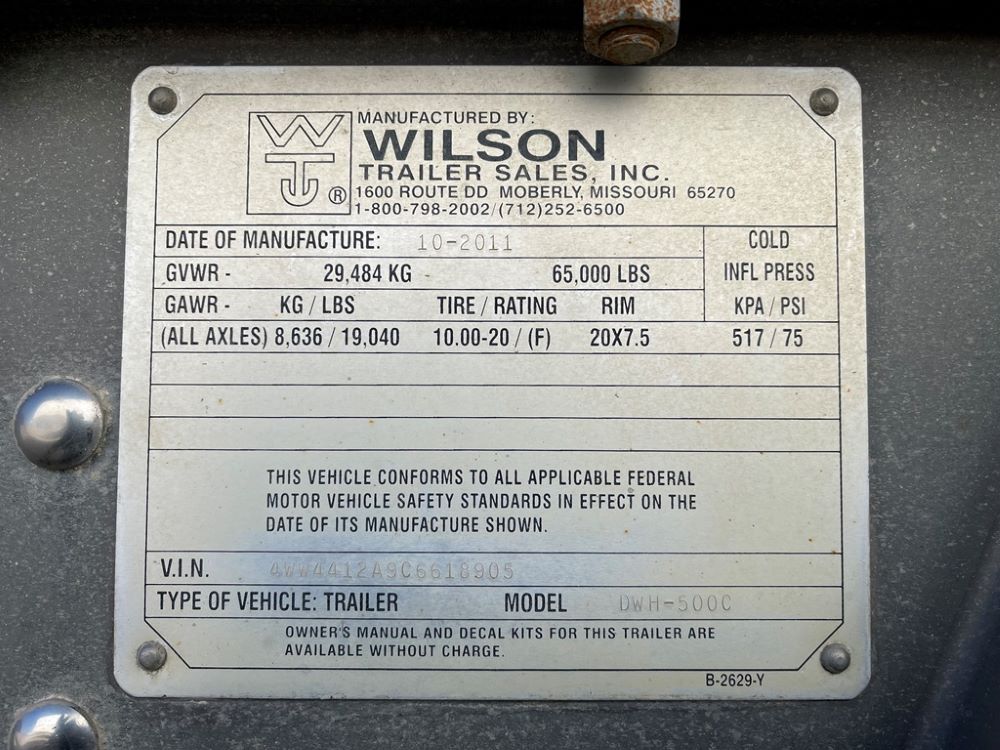 MANUFACTURED BY:
WILSON
TRAILER SALES, INC.
1600 ROUTE DD MOBERLY, MISSOURI 65270
1-800-798-2002/(712)252-6500
WT ®
DATE OF MANUFACTURE: 10-2011
GVWR - 29,484 KG 65,000 LBS
COLD
INFL PRESS
KPA / PSI
GAWR - KG / LBS TIRE / RATING RIM
(ALL AXLES) 8,636 / 19,040 10.00-20 / (F) 20X7.5 517 / 75
THIS VEHICLE CONFORMS TO ALL APPLICABLE FEDERAL
MOTOR VEHICLE SAFETY STANDARDS IN EFFECT ON THE
DATE OF ITS MANUFACTURE SHOWN.
V.I.N. 4WW4412A9C6618905
TYPE OF VEHICLE: TRAILER MODEL DWH-500C
OWNER'S MANUAL AND DECAL KITS FOR THIS TRAILER ARE
AVAILABLE WITHOUT CHARGE.
B-2629-Y